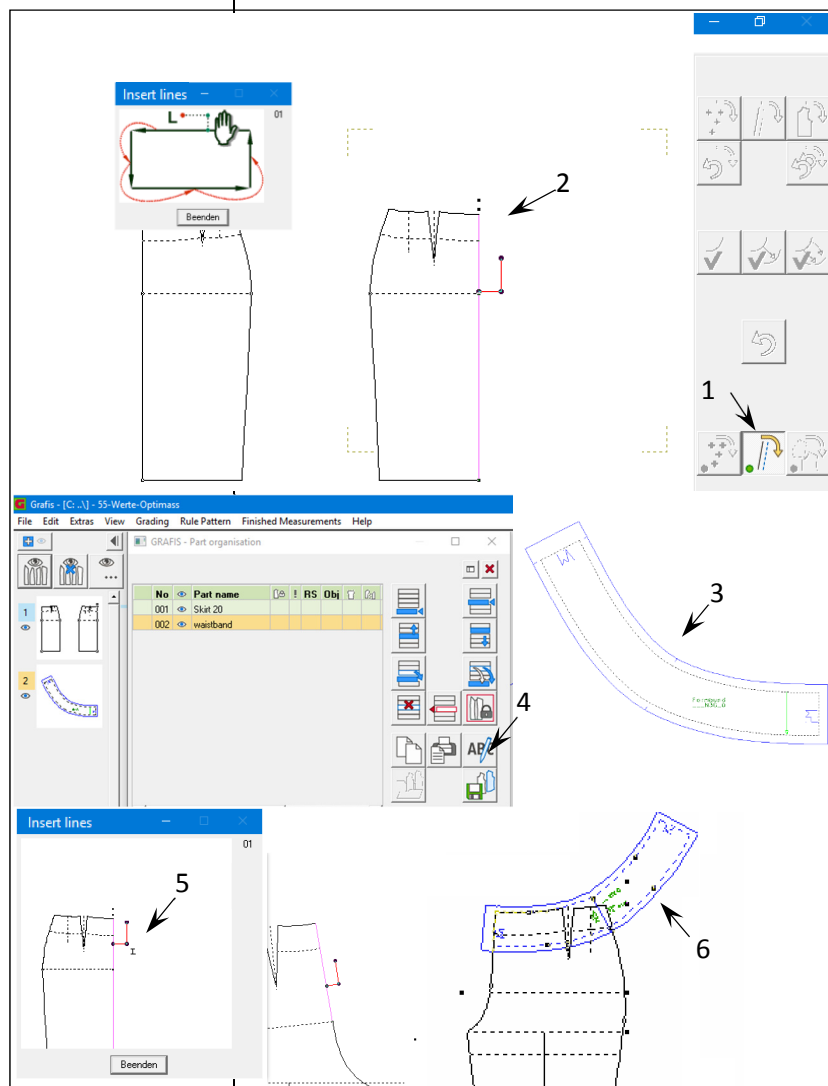 Insert lines
01
L
Beenden
2
1
Grafis - [C: ..\] - 55-Werte-Optimass
File Edit Extras View Grading Rule Pattern Finished Measurements Help
GRAFIS - Part organisation
No Part name ! RS Obj
001 Skirt 20
002 waistband
1
2
ABC
4
3
Insert lines
01
5
Beenden
6